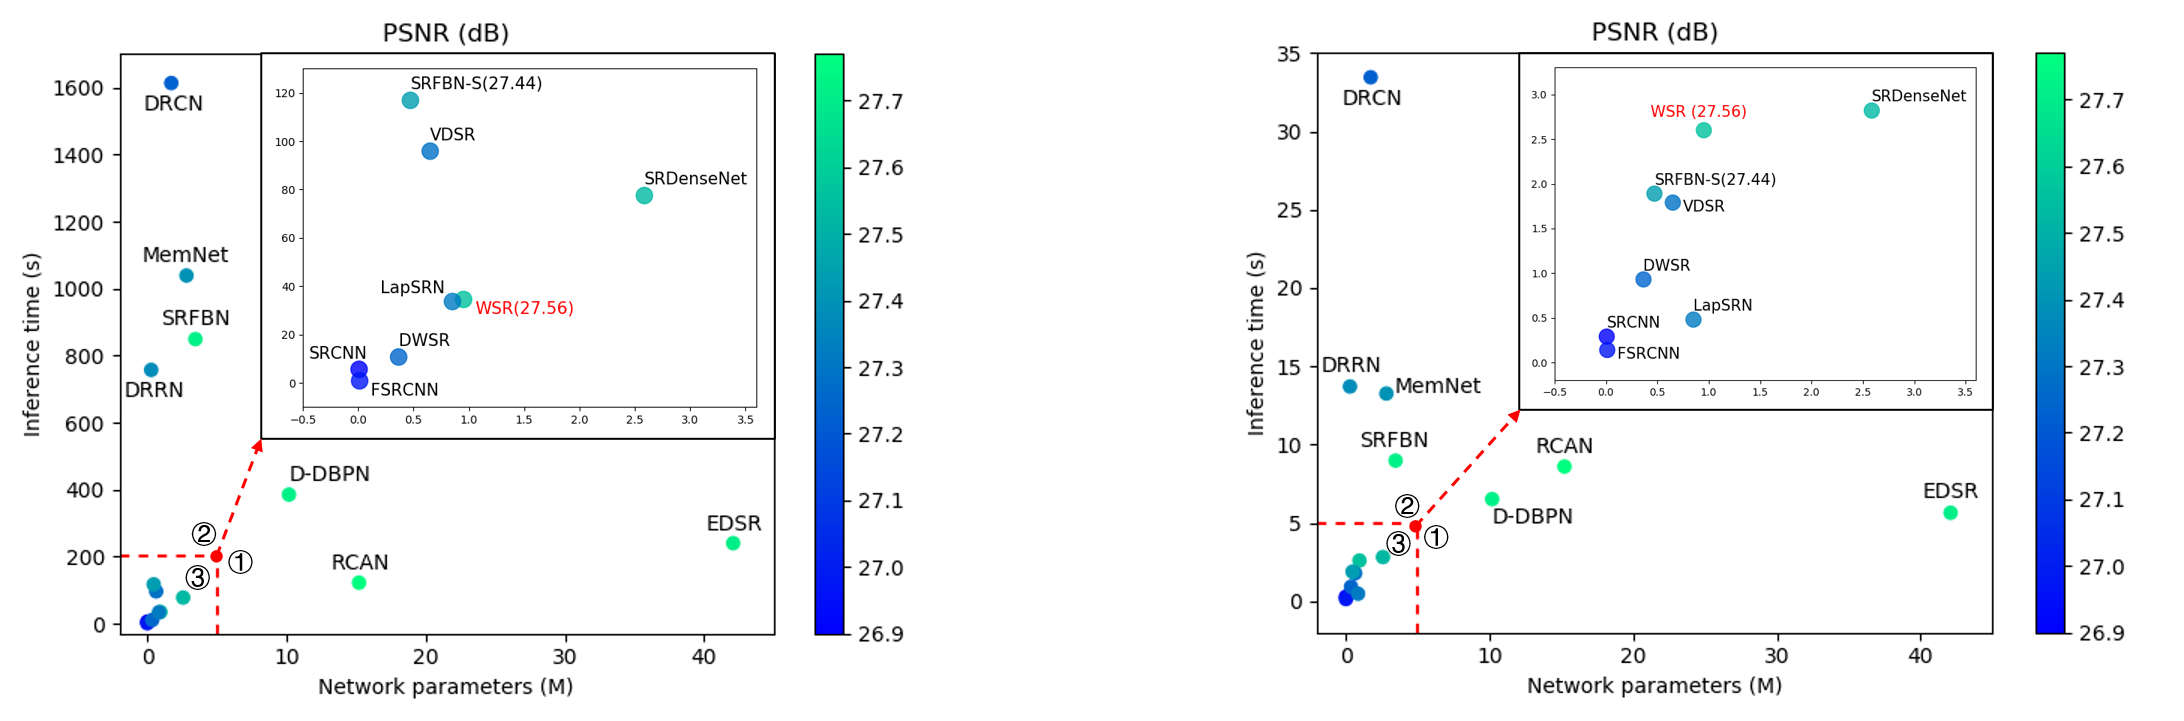 PSNR (dB)
1600
1400
1200
1000
800
600
400
200
0
Inference time (s)
0
10
20
30
40
Network parameters (M)
DRCN
MemNet
SRFBN
DRRN
D-DBPN
RCAN
EDSR
①
②
③
120
100
80
60
40
20
0
−0.5
0.0
0.5
1.0
1.5
2.0
2.5
3.0
3.5
SRFBN-S(27.44)
VDSR
SRDenseNet
LapSRN
WSR(27.56)
DWSR
SRCNN
FSRCNN
27.7
27.6
27.5
27.4
27.3
27.2
27.1
27.0
26.9
PSNR (dB)
35
30
25
20
15
10
5
0
Inference time (s)
0
10
20
30
40
Network parameters (M)
DRCN
DRRN
MemNet
SRFBN
RCAN
D-DBPN
EDSR
①
②
③
3.0
2.5
2.0
1.5
1.0
0.5
0.0
−0.5
0.0
0.5
1.0
1.5
2.0
2.5
3.0
3.5
SRDenseNet
WSR (27.56)
SRFBN-S(27.44)
VDSR
DWSR
LapSRN
SRCNN
FSRCNN
27.7
27.6
27.5
27.4
27.3
27.2
27.1
27.0
26.9